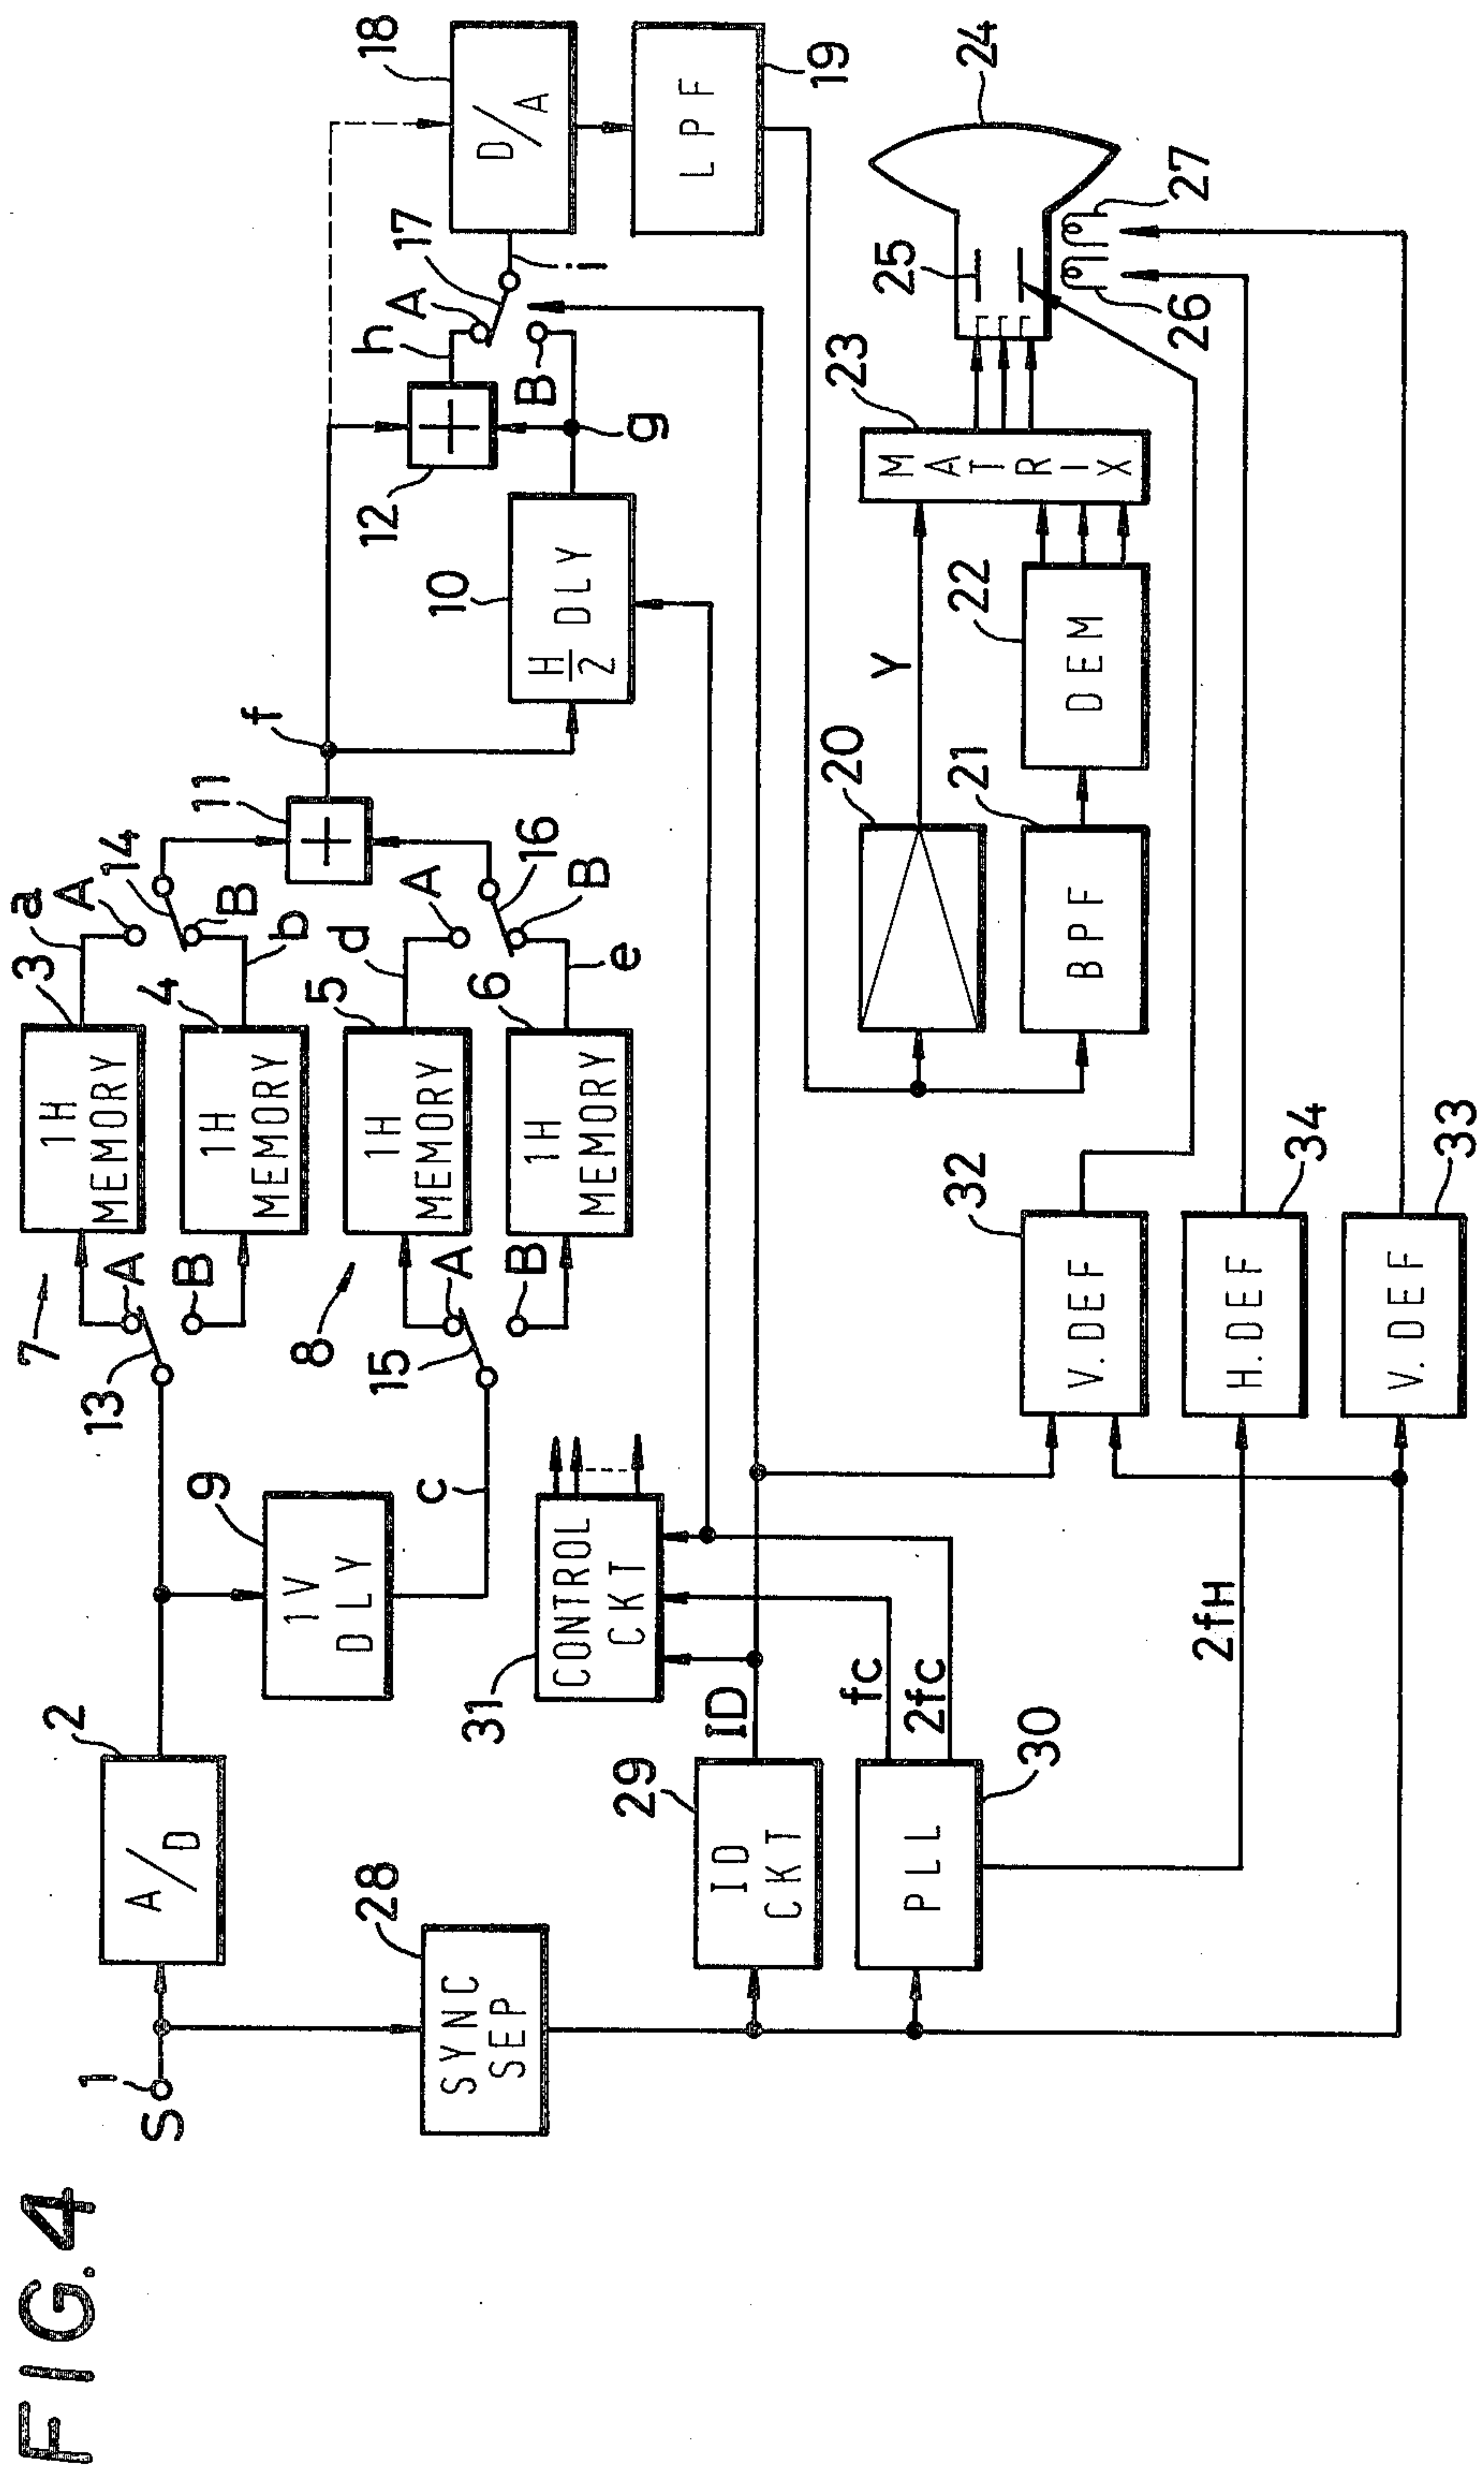 FIG.4
S
1
2
A/D
9
1V
DLY
c
13
7
A
B
3
1H
MEMORY
a
A
4
1H
MEMORY
b
B
14
8
15
A
B
5
1H
MEMORY
d
A
6
1H
MEMORY
e
B
16
11
f
10
H/2 DLY
g
12
h
A
B
17
i
18
D/A
19
LPF
28
SYNC
SEP
29
ID
CKT
ID
30
PLL
fc
2fc
2fH
31
CONTROL
CKT
20
Y
21
BPF
22
DEM
23
MATRIX
24
25
26
27
32
V.DEF
34
H.DEF
33
V.DEF